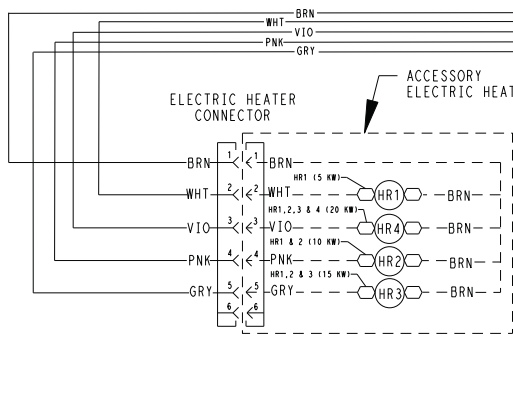 BRN
WHT
VIO
PNK
GRY
ACCESSORY
ELECTRIC HEAT
ELECTRIC HEATER
CONNECTOR
BRN 1 1 BRN
HR1 (5 KW)
WHT 2 2 WHT HR1 BRN
HR1,2,3 & 4 (20 KW)
VIO 3 3 VIO HR4 BRN
HR1 & 2 (10 KW)
PNK 4 4 PNK HR2 BRN
HR1,2 & 3 (15 KW)
GRY 5 5 GRY HR3 BRN
6 6